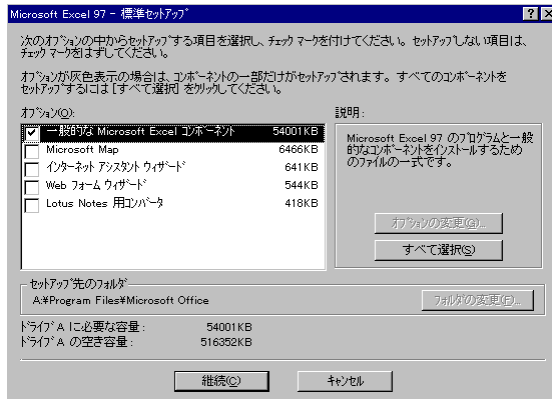 Microsoft Excel 97 - 標準セットアップ
次のオプションの中からセットアップする項目を選択し、チェック マークを付けてください。セットアップしない項目は、
チェック マークをはずしてください。
オプションが灰色表示の場合は、コンポーネントの一部だけがセットアップされます。すべてのコンポーネントを
セットアップするには [すべて選択] をクリックしてください。
オプション(O):
一般的な Microsoft Excel コンポーネント 54001KB
Microsoft Map 6466KB
インターネット アシスタント ウィザード 641KB
Web フォーム ウィザード 544KB
Lotus Notes 用コンバータ 418KB
説明:
Microsoft Excel 97 のプログラムと一般
的なコンポーネントをインストールするため
のファイルの一式です。
オプションの変更(G)...
すべて選択(S)
セットアップ先のフォルダ
A:¥Program Files¥Microsoft Office
フォルダの変更(F)...
ドライブ A に必要な容量: 54001KB
ドライブ A の空き容量: 516352KB
継続(C)
キャンセル